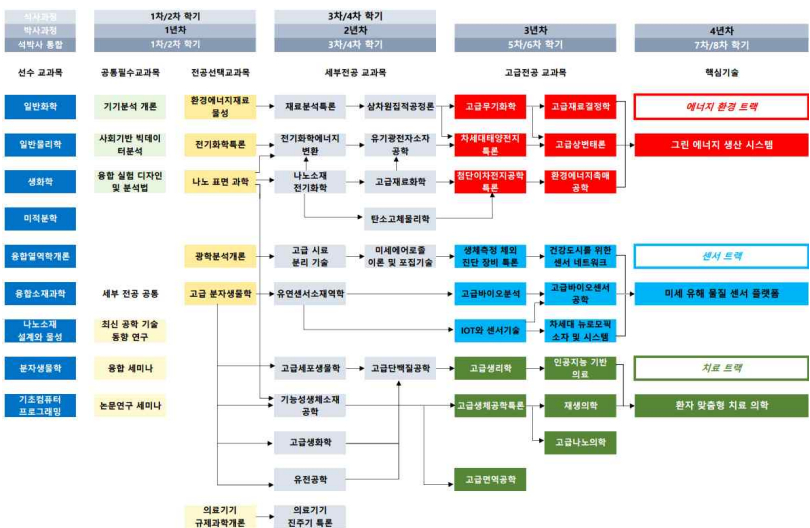 석사과정
1차/2차 학기
3차/4차 학기
박사과정
1년차
2년차
3년차
4년차
석박사 통합
1차/2차 학기
3차/4차 학기
5차/6차 학기
7차/8차 학기
선수 교과목
공통필수교과목
전공선택교과목
세부전공 교과목
고급전공 교과목
핵심기술
일반화학
기기분석 개론
환경에너지재료
물성
재료분석특론
삼차원집적공정론
고급무기화학
고급재료결정학
에너지 환경 트랙
일반물리학
사회기반 빅데이
터분석
전기화학특론
전기화학에너지
변환
유기광전자소자
공학
차세대태양전지
특론
고급상변태론
그린 에너지 생산 시스템
생화학
융합 실험 디자인
및 분석법
나노 표면 과학
나노소재
전기화학
고급재료화학
첨단이차전지공학
특론
환경에너지촉매
공학
미적분학
탄소고체물리학
융합열역학개론
광학분석개론
고급 시료
분리 기술
미세에어로졸
이론 및 포집기술
생체측정 체외
진단 장비 특론
건강도시를 위한
센서 네트워크
센서 트랙
융합소재과학
세부 전공 공통
고급 분자생물학
유연센서소재역학
고급바이오분석
고급바이오센서
공학
미세 유해 물질 센서 플랫폼
나노소재
설계와 물성
최신 공학 기술
동향 연구
IOT와 센서기술
차세대 뉴로모픽
소자 및 시스템
분자생물학
융합 세미나
고급세포생물학
고급단백질공학
고급생리학
인공지능 기반
의료
치료 트랙
기초컴퓨터
프로그래밍
논문연구 세미나
기능성생체소재
공학
고급생체공학특론
재생의학
환자 맞춤형 치료 의학
고급생화학
고급나노의학
유전공학
고급면역공학
의료기기
규제과학개론
의료기기
전주기 특론